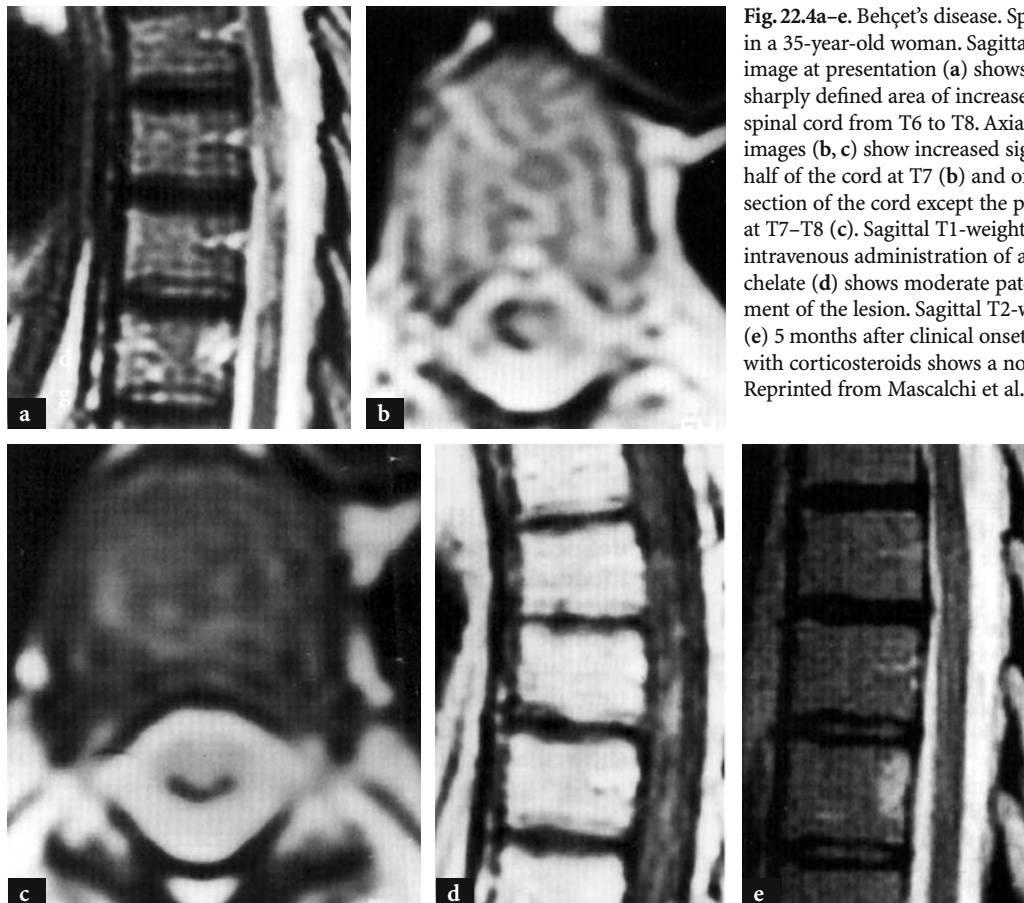 Fig. 22.4a–e. Behçet's disease. Sp
in a 35-year-old woman. Sagitta
image at presentation (a) shows
sharply defined area of increase
spinal cord from T6 to T8. Axia
images (b, c) show increased sig
half of the cord at T7 (b) and o
section of the cord except the p
at T7–T8 (c). Sagittal T1-weight
intravenous administration of a
chelate (d) shows moderate pat
ment of the lesion. Sagittal T2-w
(e) 5 months after clinical onset
with corticosteroids shows a no
Reprinted from Mascalchi et al.
d
g
a
b
c
d
e